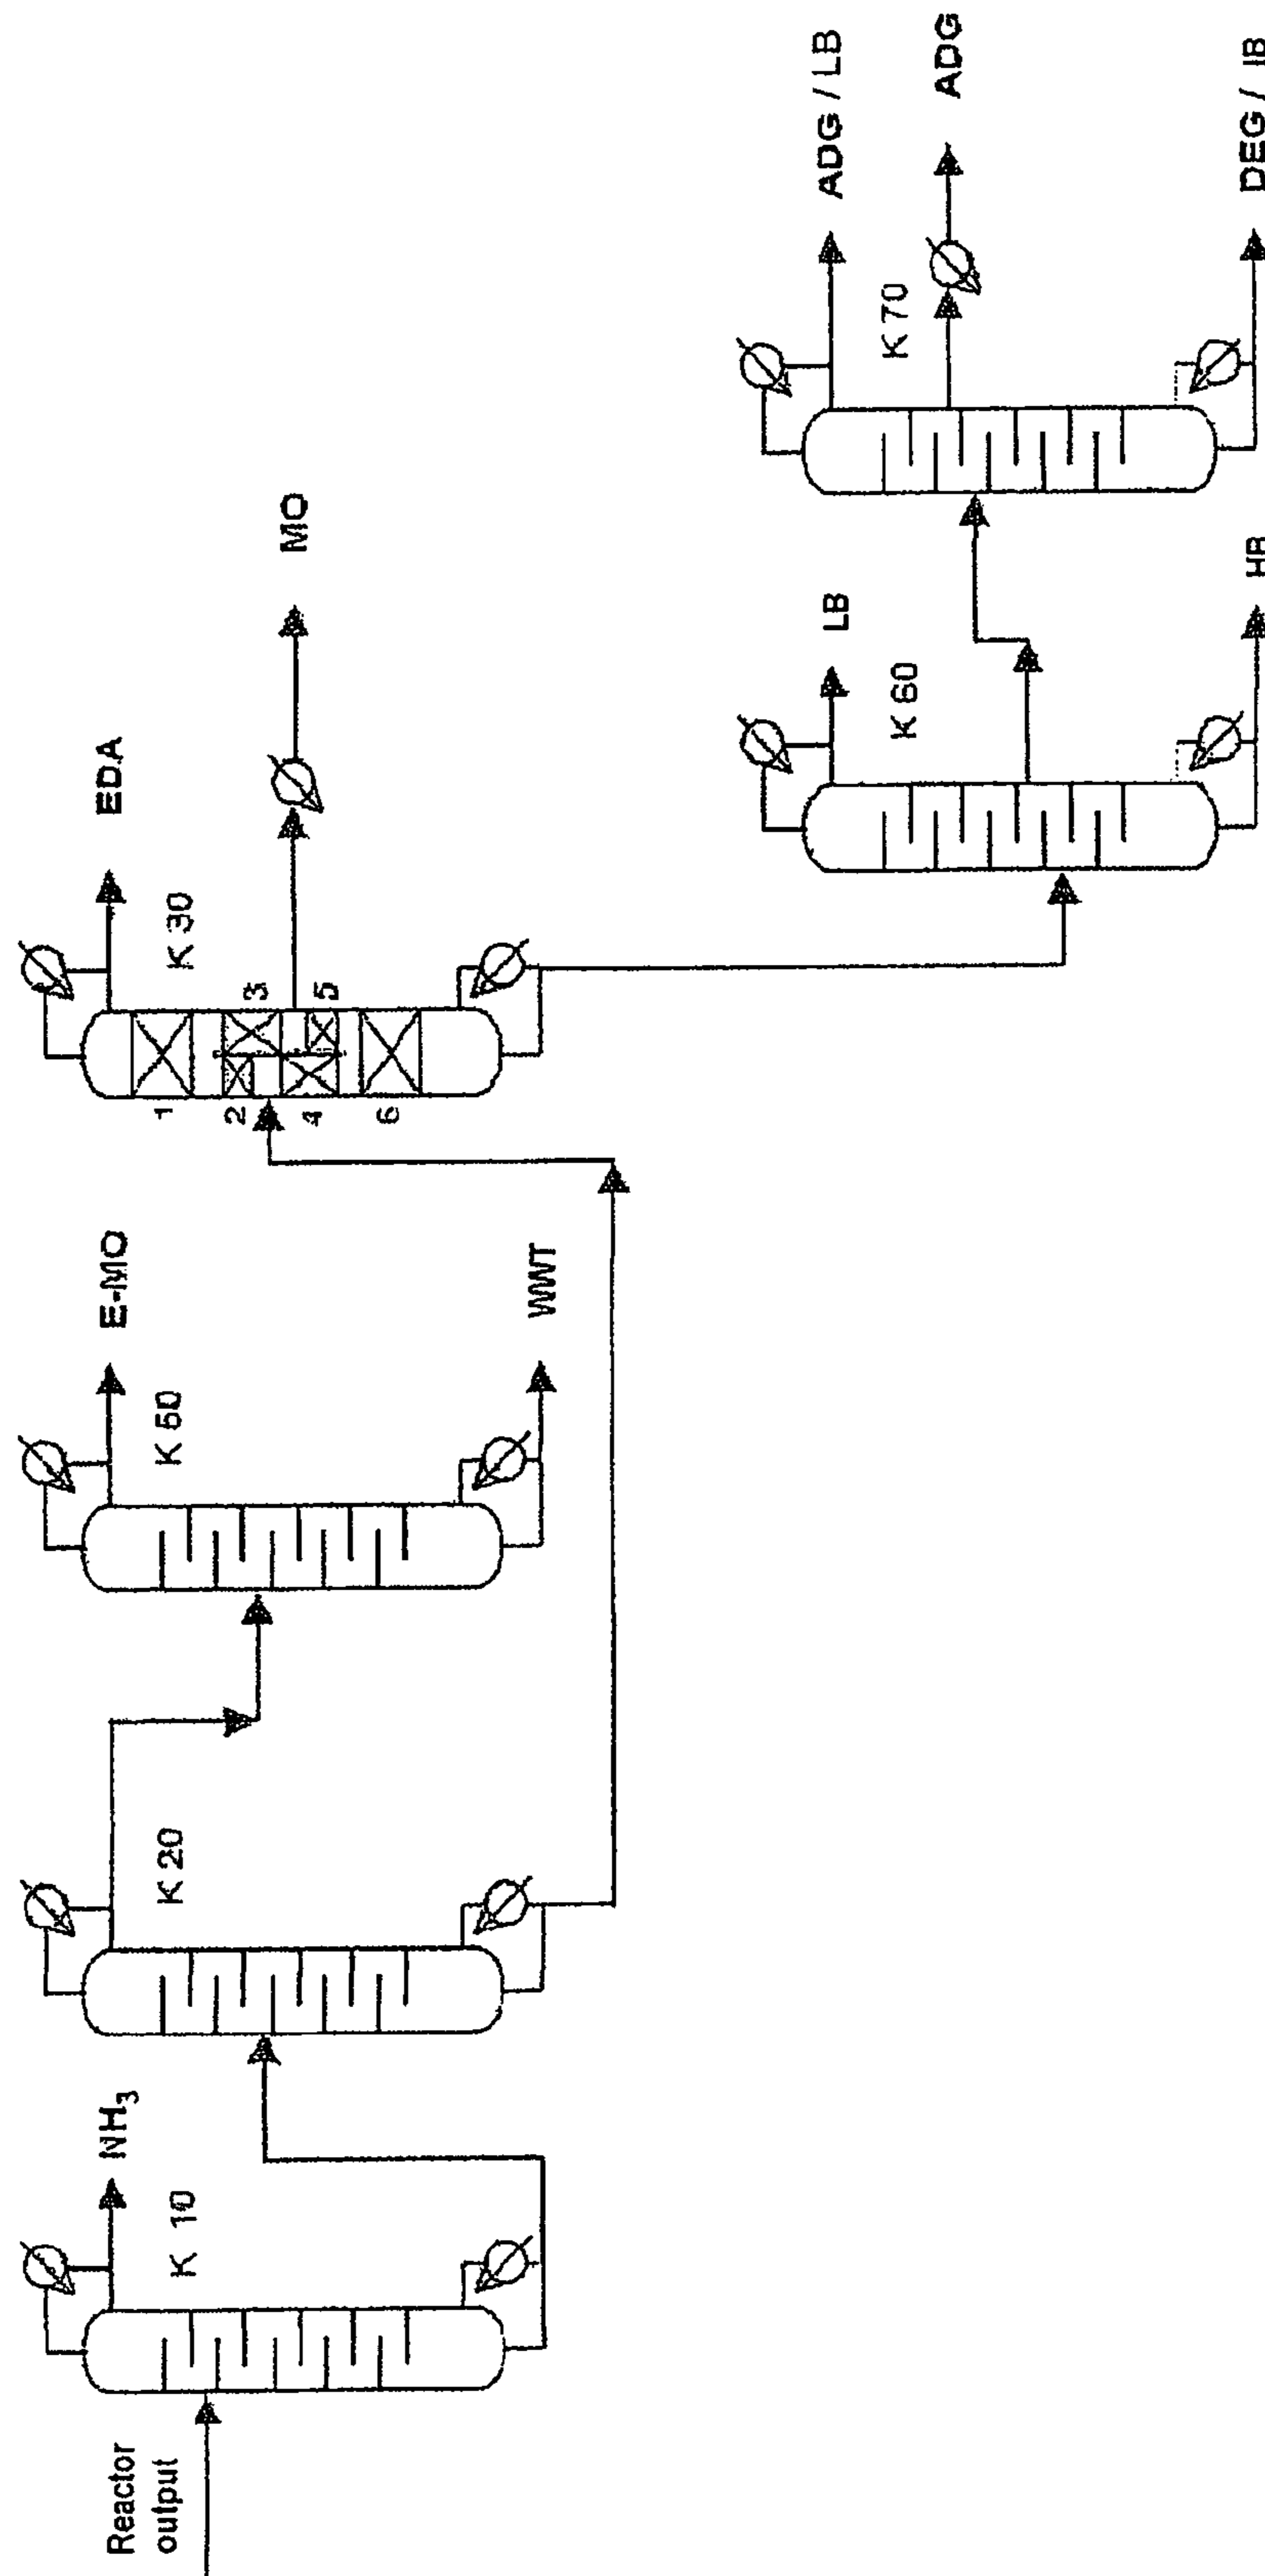 Reactor
output
NH₃
K 10
K 20
E-MO
K 50
WWT
EDA
K 30
1
2
3
4
5
6
MO
LB
K 60
HB
ADG / LB
K 70
ADG
DEG /